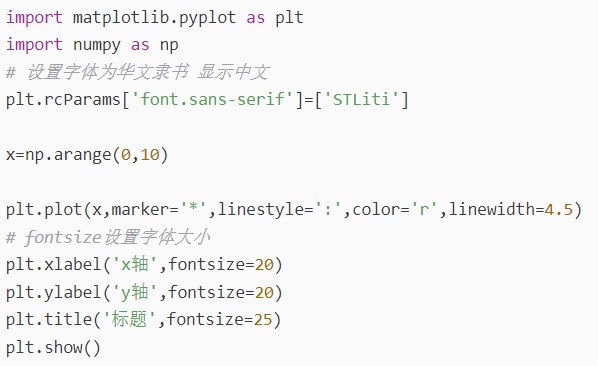 import matplotlib.pyplot as plt
import numpy as np
# 设置字体为华文隶书 显示中文
plt.rcParams['font.sans-serif']=['STLiti']
x=np.arange(0,10)
plt.plot(x,marker='*',linestyle=':',color='r',linewidth=4.5)
# fontsize设置字体大小
plt.xlabel('x轴',fontsize=20)
plt.ylabel('y轴',fontsize=20)
plt.title('标题',fontsize=25)
plt.show()